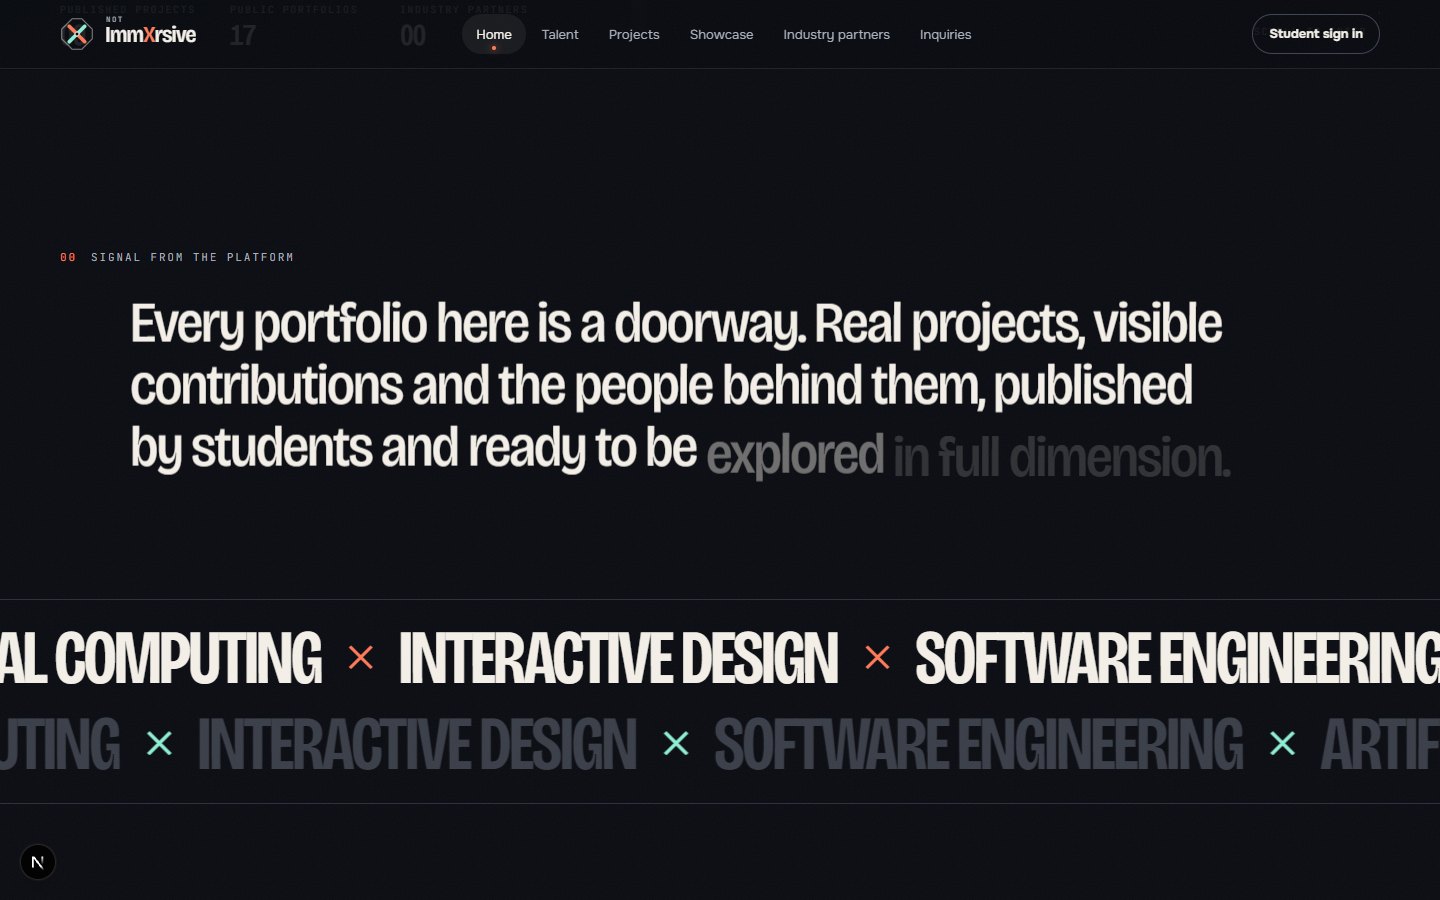 PUBLISHED PROJECTS
PUBLIC PORTFOLIOS
INDUSTRY PARTNERS
17
00
NOT
ImmXrsive
Home
Talent
Projects
Showcase
Industry partners
Inquiries
Student sign in
00 SIGNAL FROM THE PLATFORM
Every portfolio here is a doorway. Real projects, visible
contributions and the people behind them, published
by students and ready to be explored in full dimension.
AL COMPUTING × INTERACTIVE DESIGN × SOFTWARE ENGINEERING
UTING × INTERACTIVE DESIGN × SOFTWARE ENGINEERING × ARTIF
N